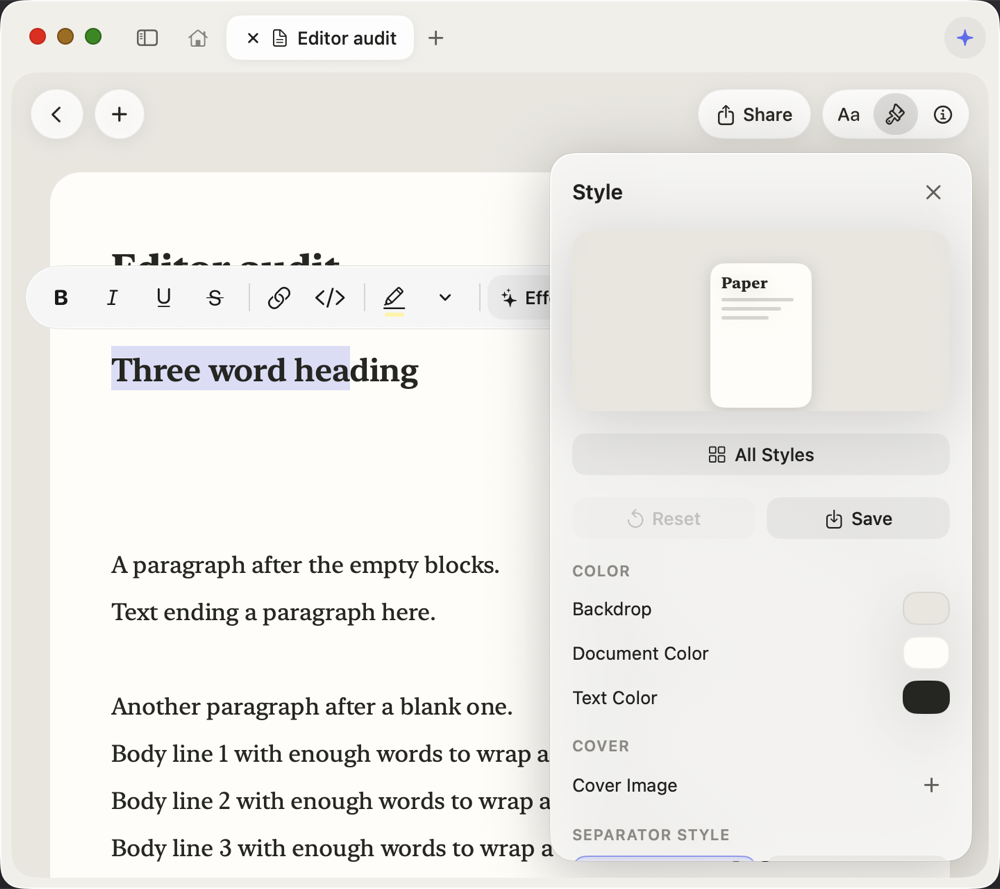 Editor audit
Share
Aa
Style
Editor audit
Paper
B I U S </> Eff
Three word heading
All Styles
Reset
Save
COLOR
A paragraph after the empty blocks.
Backdrop
Text ending a paragraph here.
Document Color
Text Color
Another paragraph after a blank one.
COVER
Body line 1 with enough words to wrap a
Cover Image
Body line 2 with enough words to wrap a
SEPARATOR STYLE
Body line 3 with enough words to wrap a